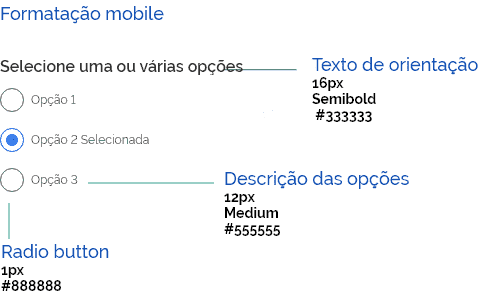 Formatação mobile
Selecione uma ou várias opções
Texto de orientação
16px
Semibold
#333333
Opção 1
Opção 2 Selecionada
Opção 3
Descrição das opções
12px
Medium
#555555
Radio button
1px
#888888